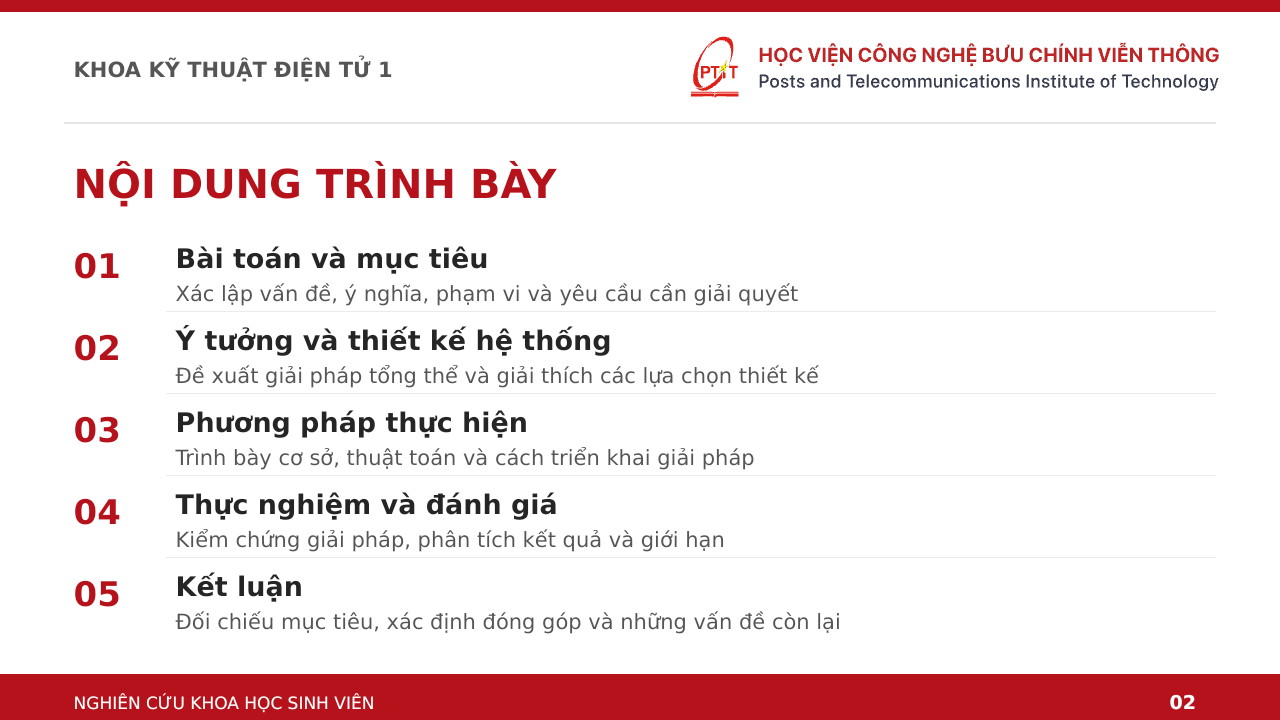 KHOA KỸ THUẬT ĐIỆN TỬ 1
PTIT
HỌC VIỆN CÔNG NGHỆ BƯU CHÍNH VIỄN THÔNG
Posts and Telecommunications Institute of Technology
NỘI DUNG TRÌNH BÀY
01
Bài toán và mục tiêu
Xác lập vấn đề, ý nghĩa, phạm vi và yêu cầu cần giải quyết
02
Ý tưởng và thiết kế hệ thống
Đề xuất giải pháp tổng thể và giải thích các lựa chọn thiết kế
03
Phương pháp thực hiện
Trình bày cơ sở, thuật toán và cách triển khai giải pháp
04
Thực nghiệm và đánh giá
Kiểm chứng giải pháp, phân tích kết quả và giới hạn
05
Kết luận
Đối chiếu mục tiêu, xác định đóng góp và những vấn đề còn lại
NGHIÊN CỨU KHOA HỌC SINH VIÊN
02